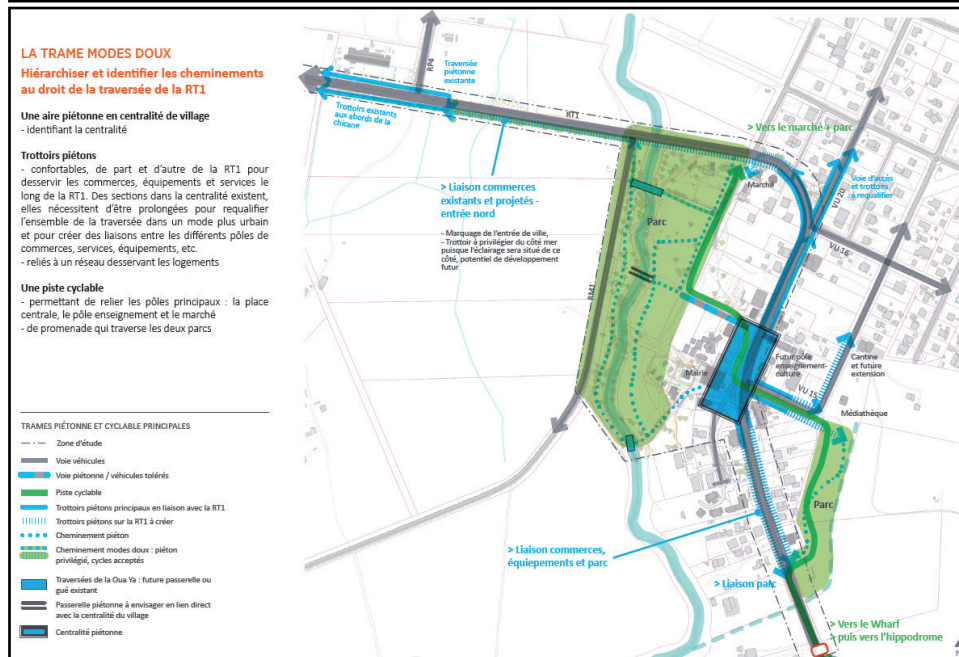 LA TRAME MODES DOUX
Hiérarchiser et identifier les cheminements
au droit de la traversée de la RT1
Une aire piétonne en centralité de village
- identifiant la centralité
Trottoirs piétons
- confortables, de part et d'autre de la RT1 pour
desservir les commerces, équipements et services le
long de la RT1. Des sections dans la centralité existent,
elles nécessitent d'être prolongées pour requalifier
l'ensemble de la traversée dans un mode plus urbain
et pour créer des liaisons entre les différents pôles de
commerces, services, équipements, etc.
- reliés à un réseau desservant les logements
Une piste cyclable
- permettant de relier les pôles principaux : la place
centrale, le pôle enseignement et le marché
- de promenade qui traverse les deux parcs
TRAMES PIÉTONNE ET CYCLABLE PRINCIPALES
Zone d'étude
Voie véhicules
Voie piétonne / véhicules tolérés
Piste cyclable
Trottoirs piétons principaux en liaison avec la RT1
Trottoirs piétons sur la RT1 à créer
Cheminement piéton
Cheminement modes doux : piéton
privilégié, cycles acceptés
Traversées de la Oua Ya : future passerelle ou
gué existant
Passerelle piétonne à envisager en lien direct
avec la centralité du village
Centralité piétonne
RP4
Traversée
piétonne
existante
Trottoirs existants
aux abords de la
chicane
RT1
> Vers le marché + parc
> Liaison commerces
existants et projetés -
entrée nord
- Marquage de l'entrée de ville,
- Trottoir à privilégier du côté mer
puisque l'éclairage sera situé de ce
côté, potentiel de développement
futur
Marché
Voie d'accès
et trottoirs
à requalifier
VU 20
VU 16
Parc
RM1
Mairie
Futur pôle
enseignement-
culture
Cantine et
future
extension
VU 15
Médiathèque
Parc
> Liaison commerces,
équiepements et parc
> Liaison parc
> Vers le Wharf
> puis vers l'hippodrome
N